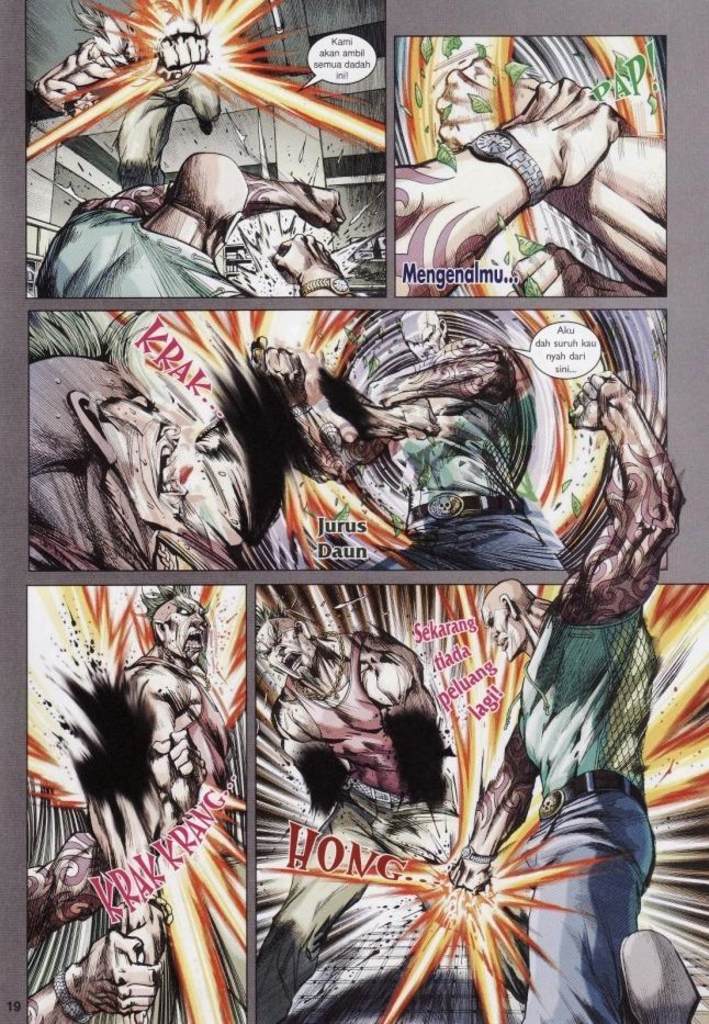 Kami
akan ambil
semua dadah
ini!
PAP!
Mengenalmu...
KRAK...
Aku
dah suruh kau
nyah dari
sini...
Jurus
Daun
KRAK KRANG...
Sekarang
tiada
peluang
lagi!
HONG...
19